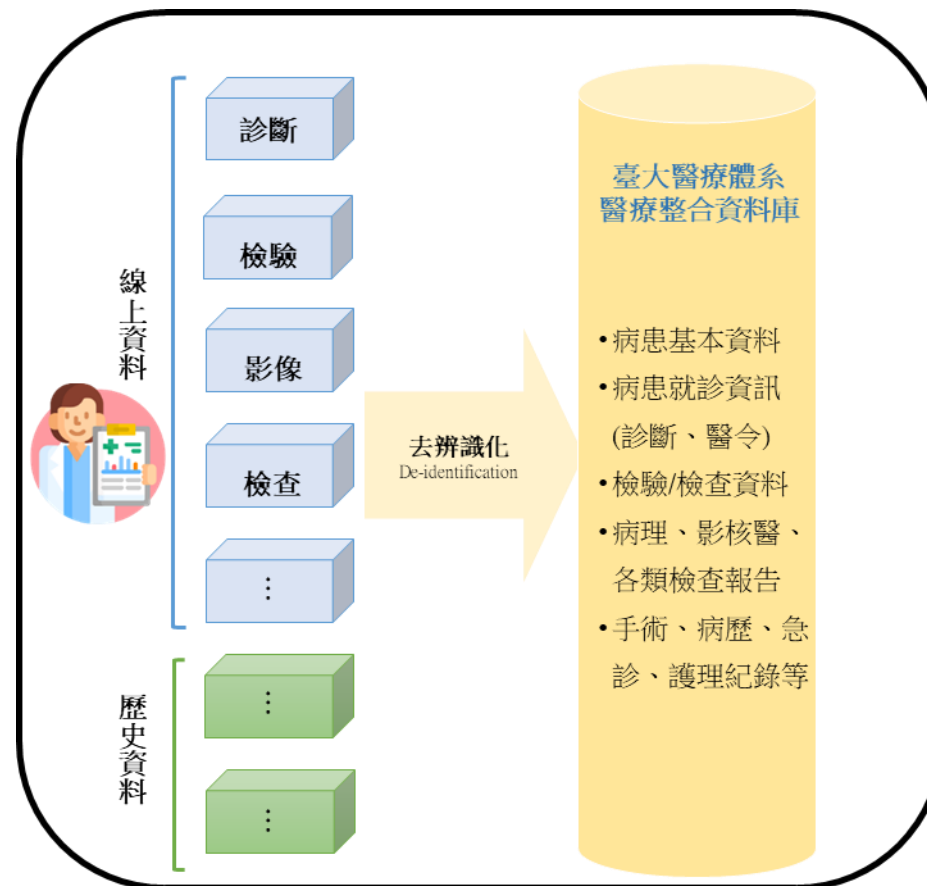 線上資料
診斷
檢驗
影像
檢查
⋮
歷史資料
⋮
⋮
去辨識化
De-identification
臺大醫療體系
醫療整合資料庫
•病患基本資料
•病患就診資訊
(診斷、醫令)
•檢驗/檢查資料
•病理、影核醫、
各類檢查報告
•手術、病歷、急
診、護理紀錄等